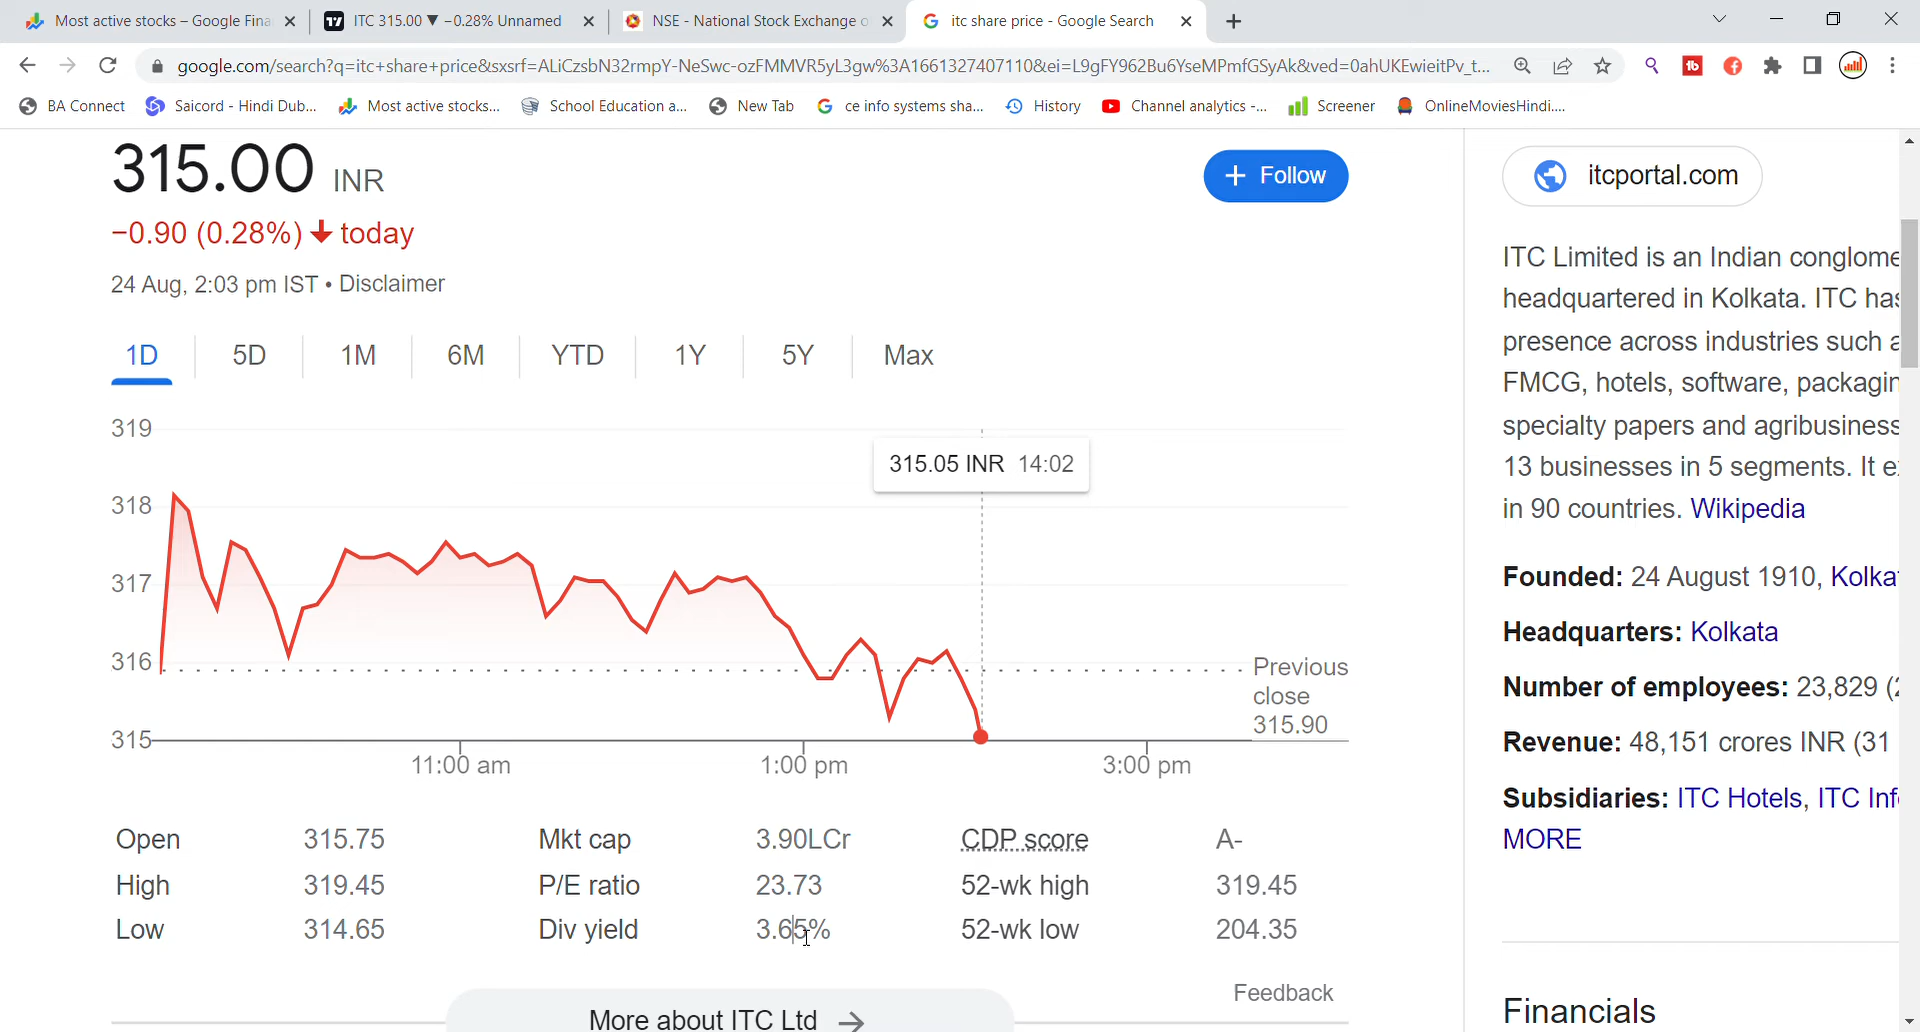 Most active stocks – Google Fina
ITC 315.00 ▼ −0.28% Unnamed
NSE - National Stock Exchange o
itc share price - Google Search
google.com/search?q=itc+share+price&sxsrf=ALiCzsbN32rmpY-NeSwc-ozFMMVR5yL3gw%3A1661327407110&ei=L9gFY962Bu6YseMPmfGSyAk&ved=0ahUKEwieitPv_t...
BA Connect
Saicord - Hindi Dub...
Most active stocks...
School Education a...
New Tab
ce info systems sha...
History
Channel analytics -...
Screener
OnlineMoviesHindi....
315.00 INR
+ Follow
−0.90 (0.28%) ↓ today
24 Aug, 2:03 pm IST • Disclaimer
1D 5D 1M 6M YTD 1Y 5Y Max
319
315.05 INR 14:02
318
317
316
Previous
close
315.90
315
11:00 am 1:00 pm 3:00 pm
Open 315.75 Mkt cap 3.90LCr CDP score A-
High 319.45 P/E ratio 23.73 52-wk high 319.45
Low 314.65 Div yield 3.65% 52-wk low 204.35
Feedback
More about ITC Ltd →
itcportal.com
ITC Limited is an Indian conglome
headquartered in Kolkata. ITC has
presence across industries such a
FMCG, hotels, software, packagin
specialty papers and agribusiness
13 businesses in 5 segments. It e
in 90 countries. Wikipedia
Founded: 24 August 1910, Kolka
Headquarters: Kolkata
Number of employees: 23,829 (2
Revenue: 48,151 crores INR (31
Subsidiaries: ITC Hotels, ITC Inf
MORE
Financials